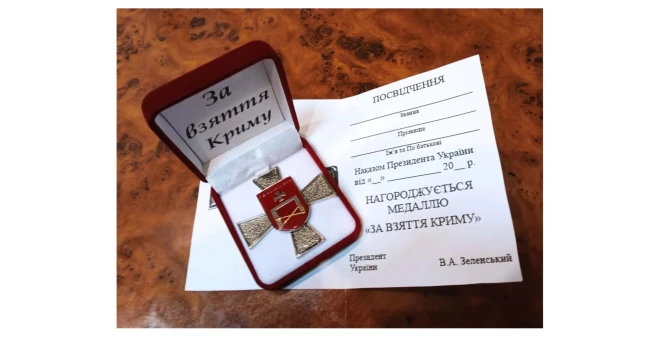 За
взяття
Криму
ПОСВІДЧЕННЯ
Звання
Прізвище
Ім'я та По батькові
Наказом Президента України
від «__» __________ 20__ р.
НАГОРОДЖУЄТЬСЯ
МЕДАЛЛЮ
«ЗА ВЗЯТТЯ КРИМУ»
Президент
України
В.А. Зеленський